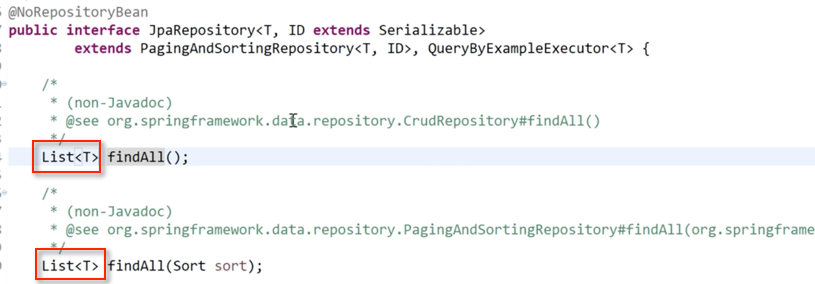 @NoRepositoryBean
public interface JpaRepository<T, ID extends Serializable>
extends PagingAndSortingRepository<T, ID>, QueryByExampleExecutor<T> {
/*
* (non-Javadoc)
* @see org.springframework.data.repository.CrudRepository#findAll()
*/
List<T> findAll();
/*
* (non-Javadoc)
* @see org.springframework.data.repository.PagingAndSortingRepository#findAll(org.springframe
*/
List<T> findAll(Sort sort);